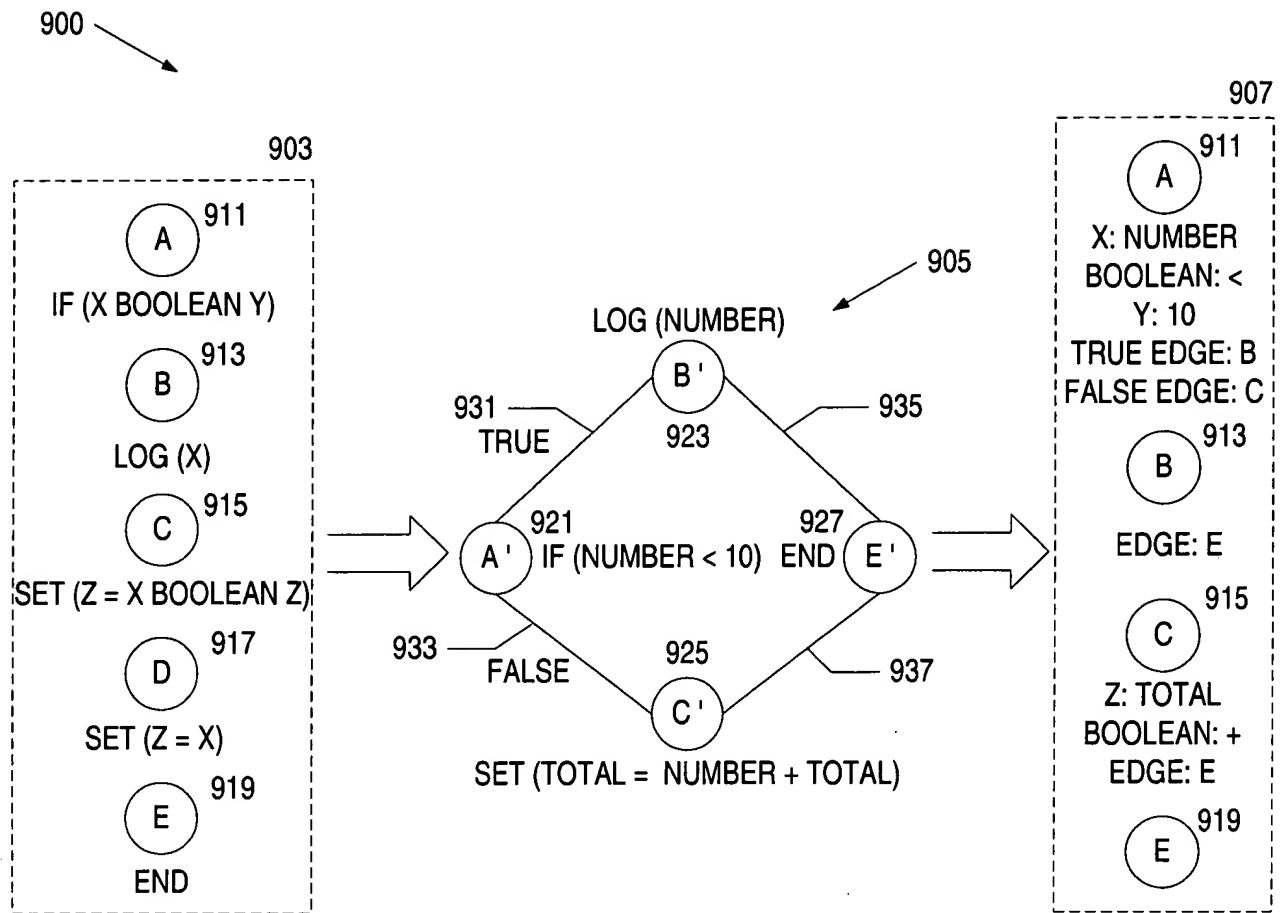 900
903
A 911
IF (X BOOLEAN Y)
B 913
LOG (X)
C 915
SET (Z = X BOOLEAN Z)
D 917
SET (Z = X)
E 919
END
905
LOG (NUMBER)
B '
923
931
TRUE
935
A ' 921
IF (NUMBER < 10)
927
END E '
933
FALSE
925
C '
937
SET (TOTAL = NUMBER + TOTAL)
907
A 911
X: NUMBER
BOOLEAN: <
Y: 10
TRUE EDGE: B
FALSE EDGE: C
B 913
EDGE: E
C 915
Z: TOTAL
BOOLEAN: +
EDGE: E
E 919